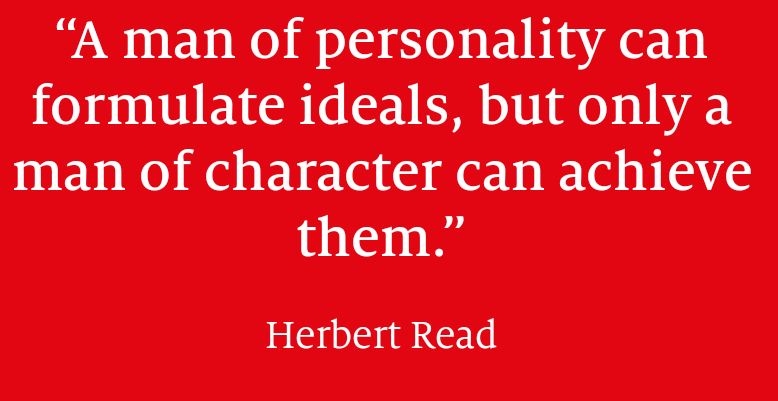 “A man of personality can
formulate ideals, but only a
man of character can achieve
them.”
Herbert Read